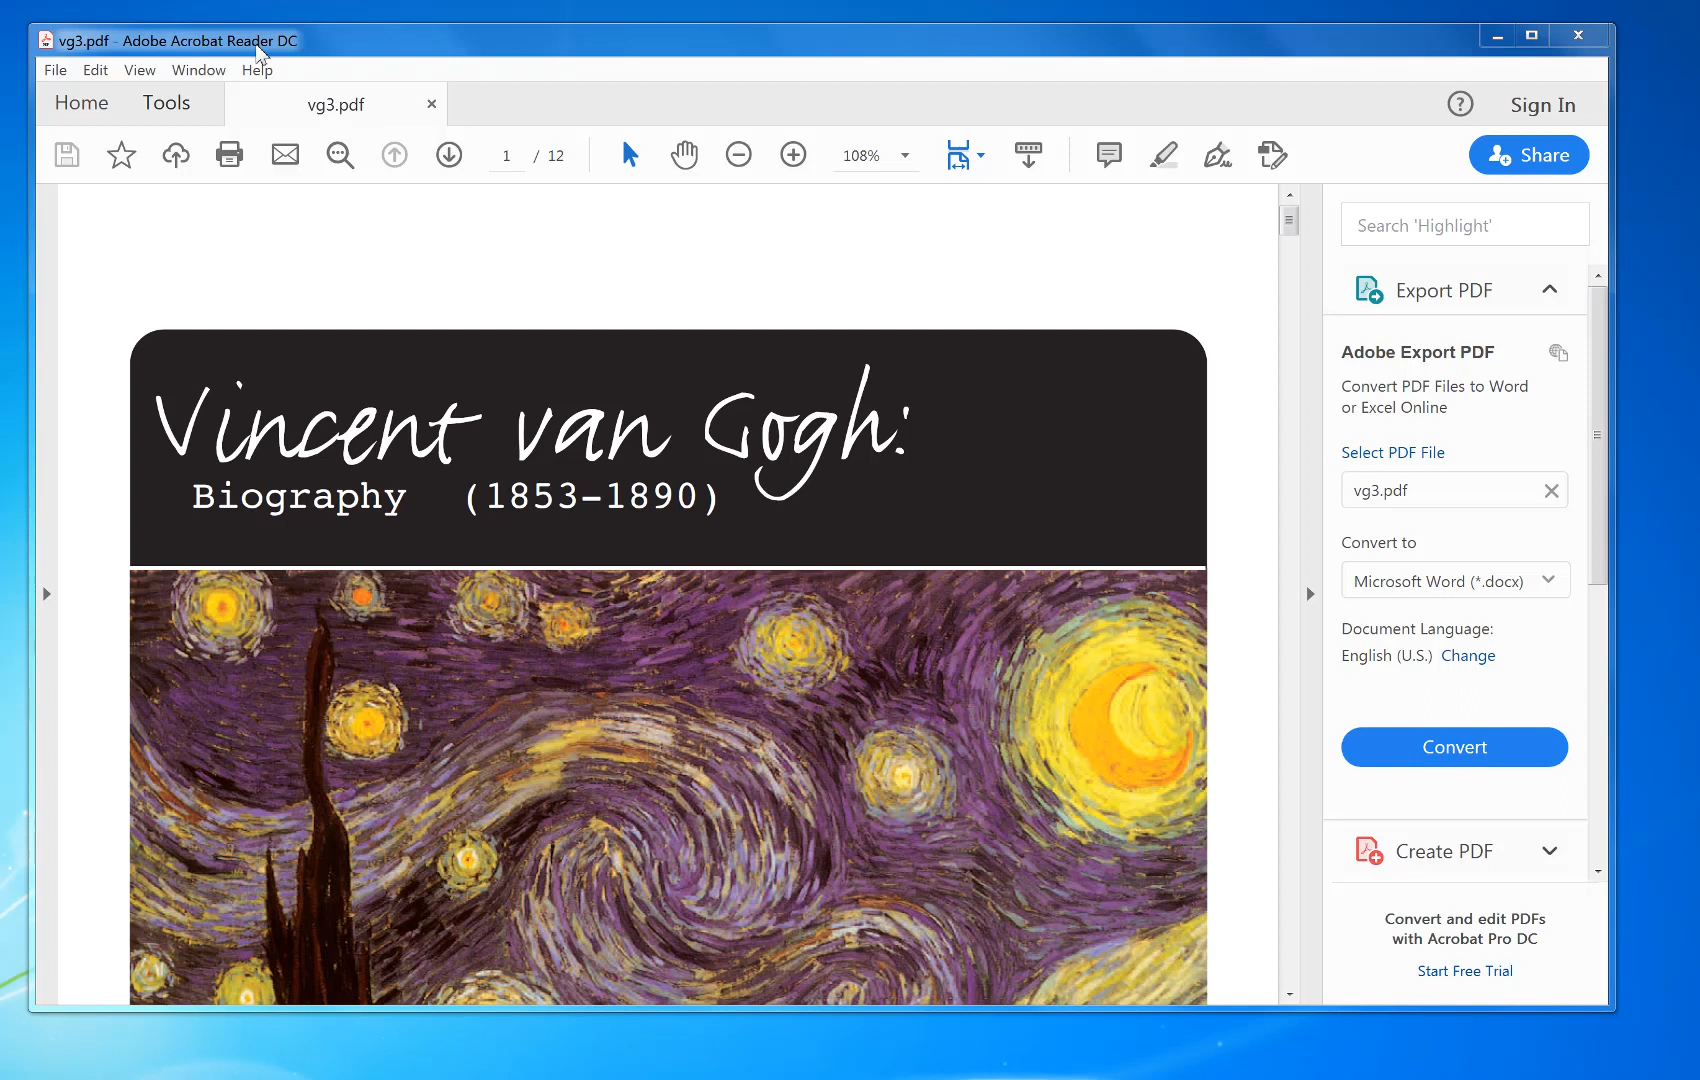 vg3.pdf - Adobe Acrobat Reader DC
File Edit View Window Help
Home Tools vg3.pdf × ? Sign In
1 / 12 108% Share
Search 'Highlight'
Export PDF
Vincent van Gogh:
Biography (1853-1890)
Adobe Export PDF
Convert PDF Files to Word
or Excel Online
Select PDF File
vg3.pdf
Convert to
Microsoft Word (*.docx)
Document Language:
English (U.S.) Change
Convert
Create PDF
Convert and edit PDFs
with Acrobat Pro DC
Start Free Trial